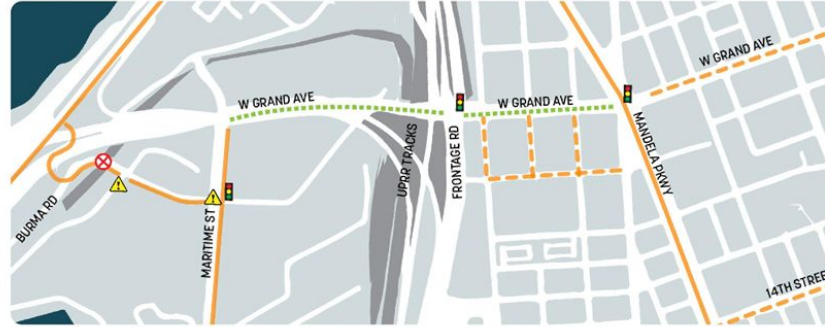 W GRAND AVE
W GRAND AVE
W GRAND AVE
UPRR TRACKS
FRONTAGE RD
MANDELA PKWY
BURMA RD
MARITIME ST
14TH STREET